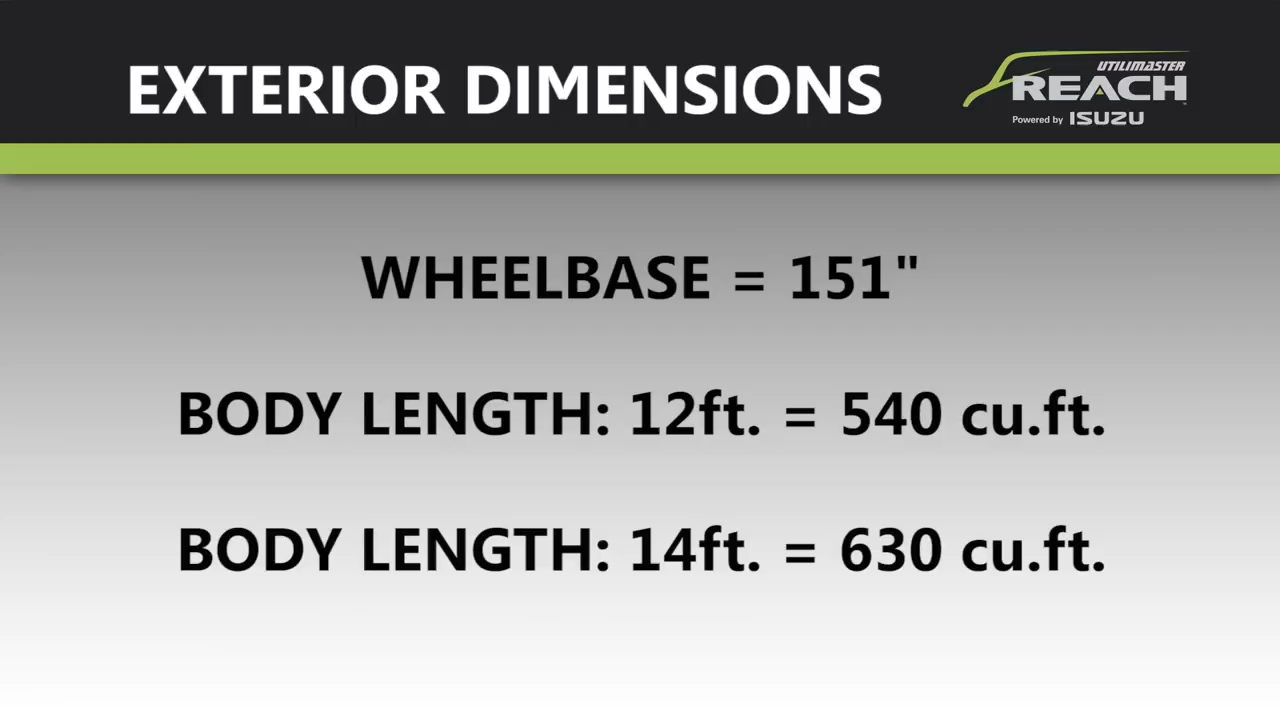 EXTERIOR DIMENSIONS
UTILIMASTER
REACH
Powered by ISUZU
WHEELBASE = 151"
BODY LENGTH: 12ft. = 540 cu.ft.
BODY LENGTH: 14ft. = 630 cu.ft.